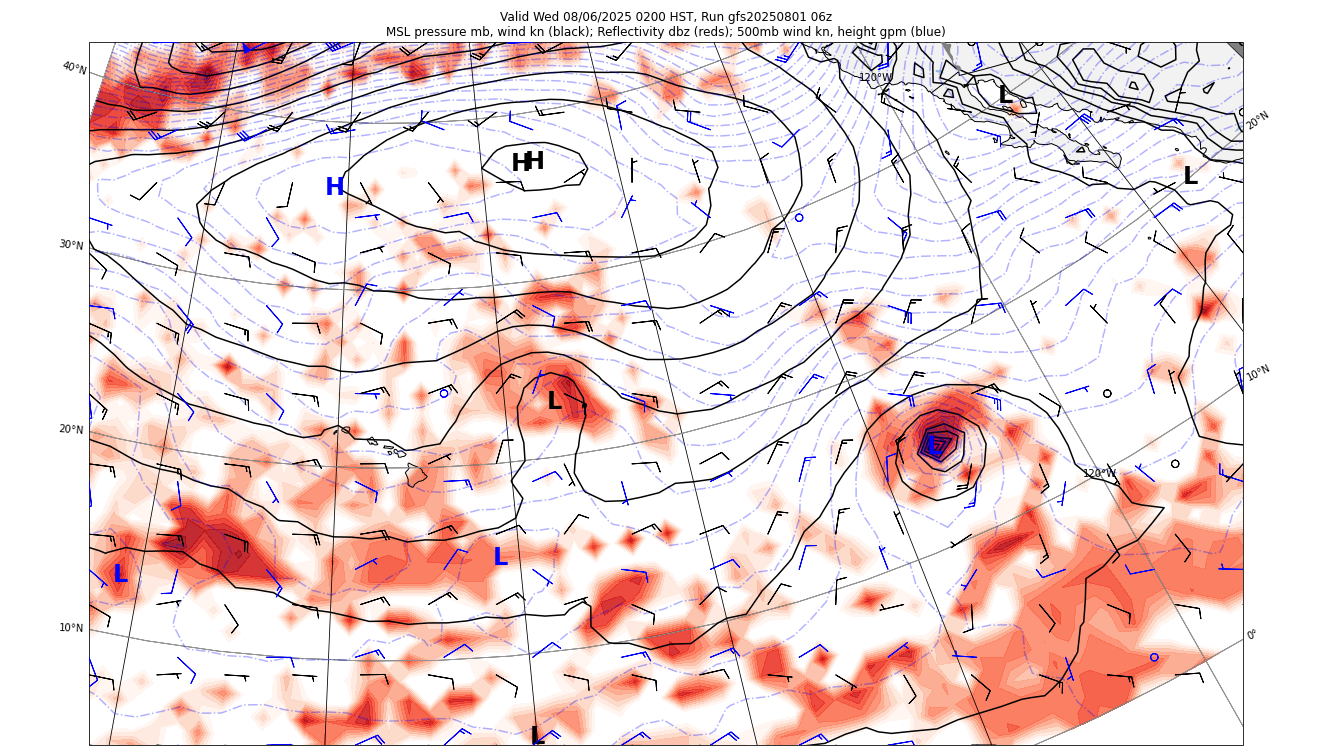 Valid Wed 08/06/2025 0200 HST, Run gfs20250801 06z
MSL pressure mb, wind kn (black); Reflectivity dbz (reds); 500mb wind kn, height gpm (blue)
40°N
120°W
L
20°N
H H
H
L
30°N
10°N
L
20°N
L
120°W
L
L
10°N
0°
L